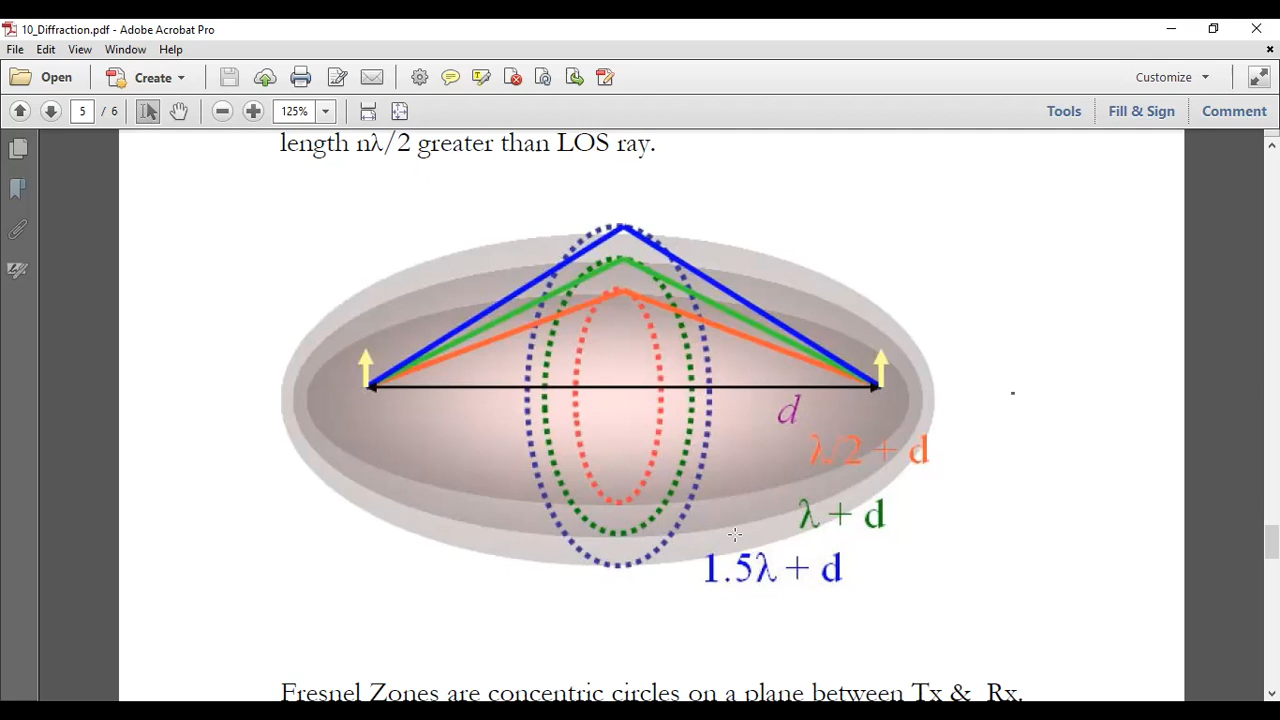 10_Diffraction.pdf - Adobe Acrobat Pro
File Edit View Window Help
Open Create Customize
5 / 6 125% Tools Fill & Sign Comment
length nλ/2 greater than LOS ray.
d
λ/2 + d
λ + d
1.5λ + d
Fresnel Zones are concentric circles on a plane between Tx & Rx.